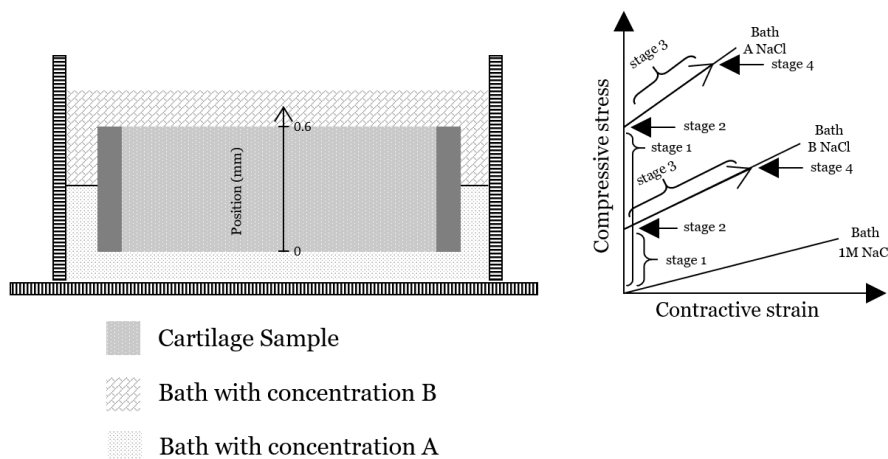 0.6
Position (mm)
0
Cartilage Sample
Bath with concentration B
Bath with concentration A
Compressive stress
Contractive strain
Bath
A NaCl
stage 3
stage 4
stage 2
stage 1
Bath
B NaCl
stage 3
stage 4
stage 2
stage 1
Bath
1M NaC